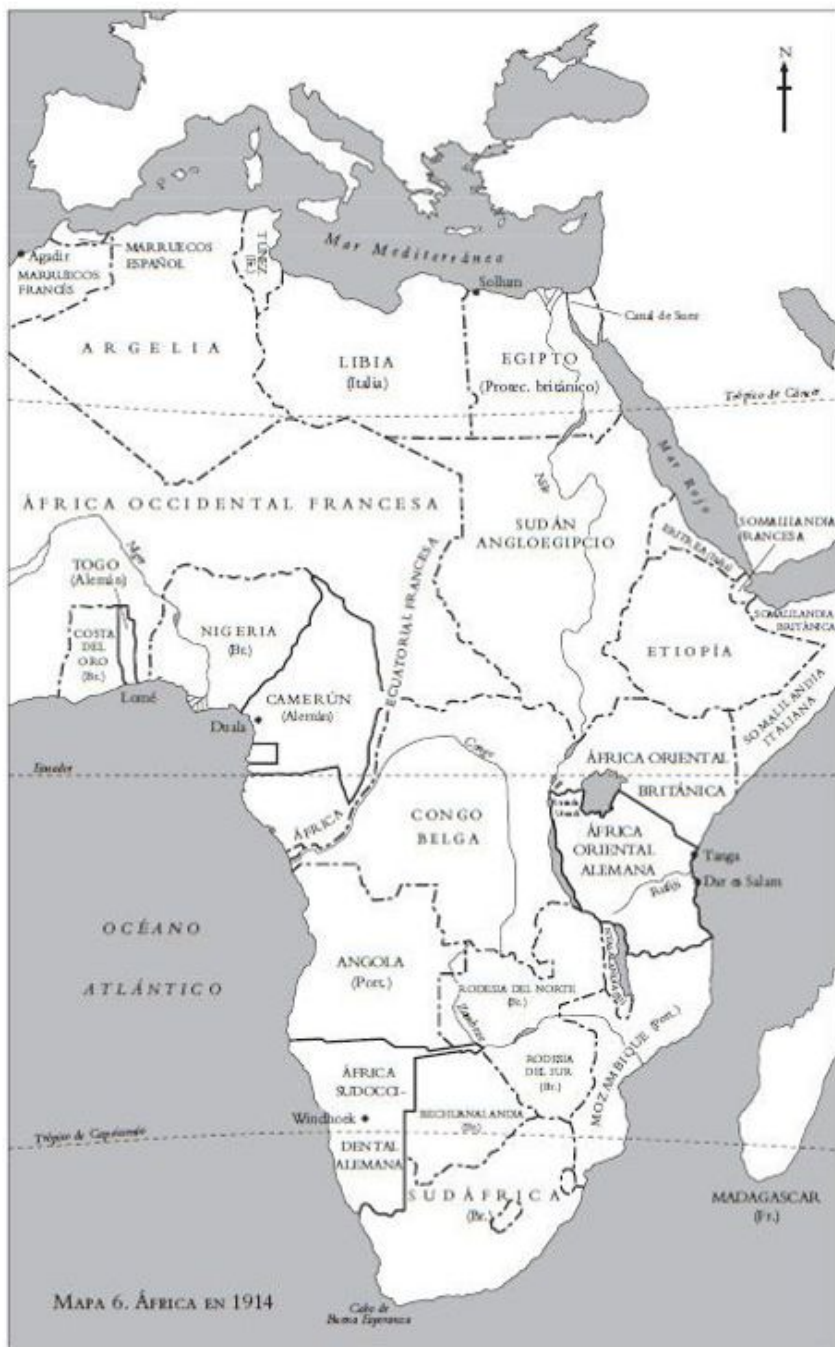 N
Mar Mediterráneo
Agadir
MARRUECOS
ESPAÑOL
MARRUECOS
FRANCÉS
TÚNEZ
(Fr.)
Sollum
Canal de Suez
ARGELIA
LIBIA
(Italia)
EGIPTO
(Protec. británico)
Trópico de Cáncer
Mar Rojo
ÁFRICA OCCIDENTAL FRANCESA
Nilo
SUDÁN
ANGLOEGIPCIO
ERITREA (Italia)
SOMALILANDIA
FRANCESA
SOMALILANDIA
BRITÁNICA
TOGO
(Alemán)
Níger
COSTA
DEL
ORO
(Br.)
NIGERIA
(Br.)
ETIOPÍA
Lomé
Duala
CAMERÚN
(Alemán)
ÁFRICA ECUATORIAL FRANCESA
SOMALILANDIA
ITALIANA
Ecuador
Congo
ÁFRICA ORIENTAL
BRITÁNICA
CONGO
BELGA
ÁFRICA
ORIENTAL
ALEMANA
Tanga
Dar es Salam
Rufiji
OCÉANO
ATLÁNTICO
ANGOLA
(Port.)
RODESIA DEL NORTE
(Br.)
Zambeze
MOZAMBIQUE (Port.)
RODESIA
DEL SUR
(Br.)
ÁFRICA
SUDOCCI-
DENTAL
ALEMANA
Windhoek
BECHUANALANDIA
(Br.)
Trópico de Capricornio
SUDÁFRICA
(Br.)
MADAGASCAR
(Fr.)
MAPA 6. ÁFRICA EN 1914
Cabo de
Buena Esperanza